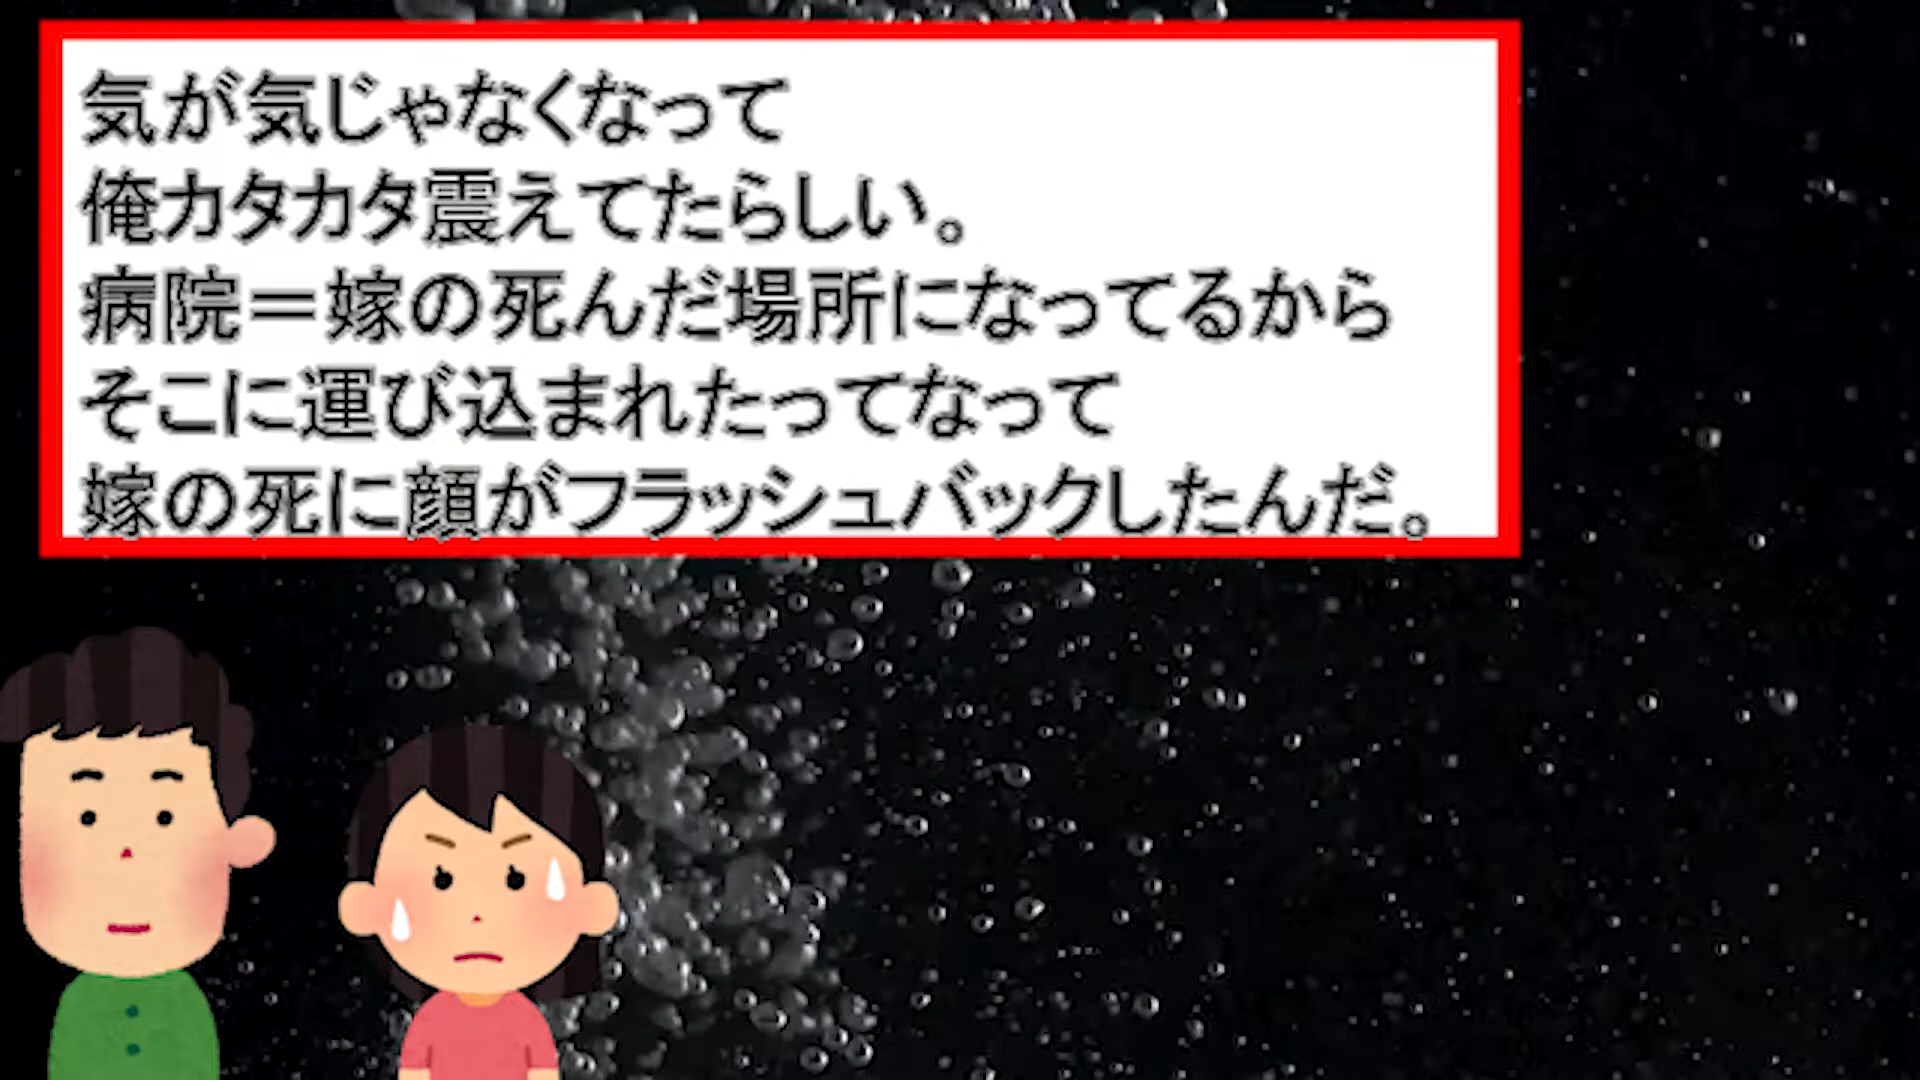 気が気じゃなくなって
俺カタカタ震えてたらしい。
病院＝嫁の死んだ場所になってるから
そこに運び込まれたってなって
嫁の死に顔がフラッシュバックしたんだ。